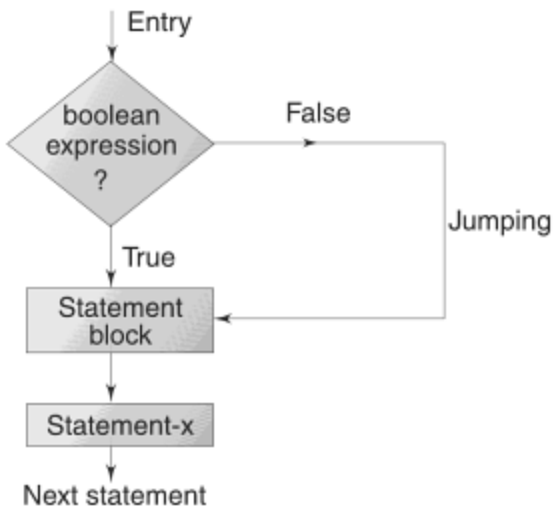 Entry
boolean
expression
?
False
Jumping
True
Statement
block
Statement-x
Next statement